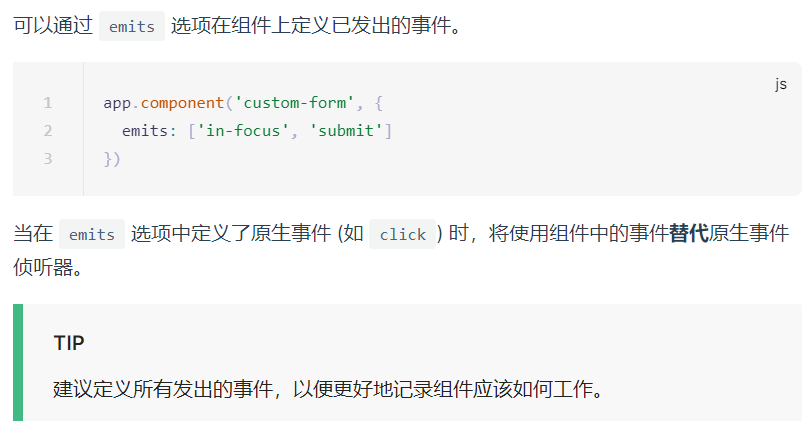 可以通过 emits 选项在组件上定义已发出的事件。
js
1 app.component('custom-form', {
2   emits: ['in-focus', 'submit']
3 })
当在 emits 选项中定义了原生事件 (如 click) 时，将使用组件中的事件替代原生事件
侦听器。
TIP
建议定义所有发出的事件，以便更好地记录组件应该如何工作。